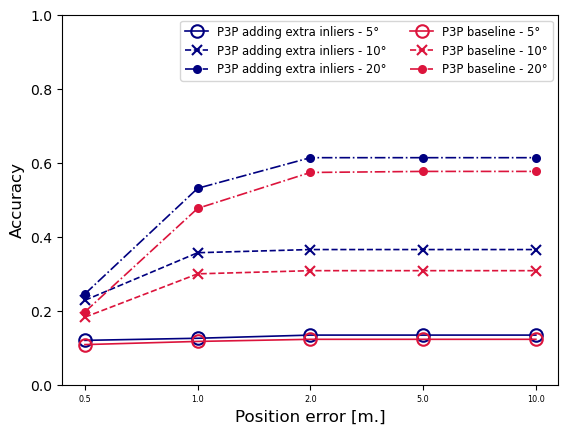 P3P adding extra inliers - 5°
P3P adding extra inliers - 10°
P3P adding extra inliers - 20°
P3P baseline - 5°
P3P baseline - 10°
P3P baseline - 20°
1.0
0.8
0.6
0.4
0.2
0.0
Accuracy
0.5 1.0 2.0 5.0 10.0
Position error [m.]